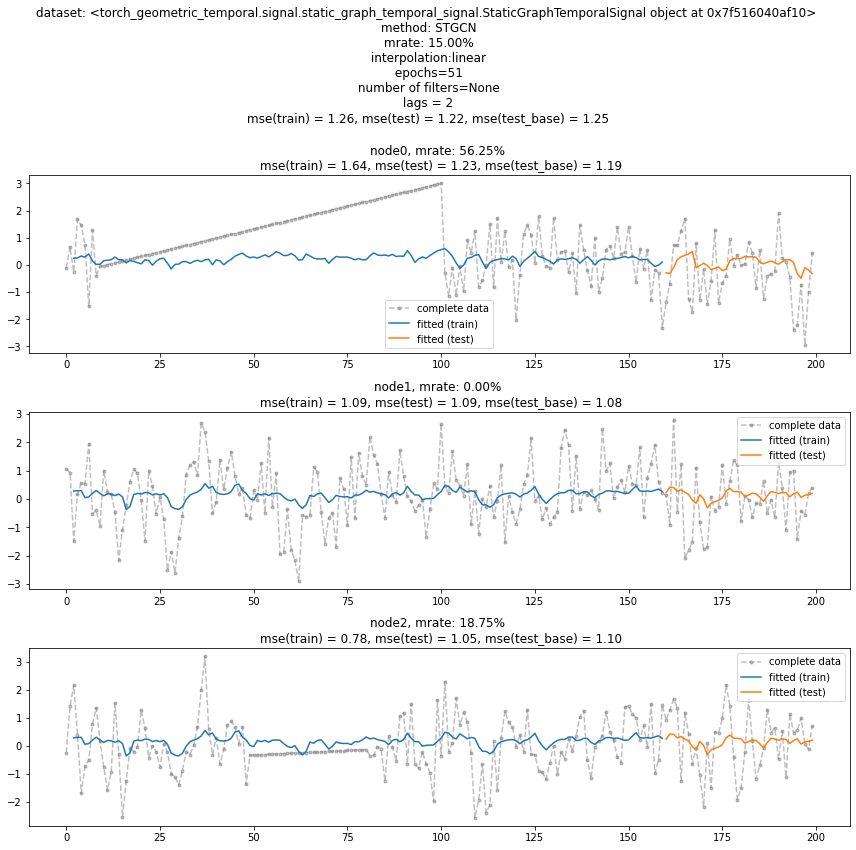 dataset: <torch_geometric_temporal.signal.static_graph_temporal_signal.StaticGraphTemporalSignal object at 0x7f516040af10>
method: STGCN
mrate: 15.00%
interpolation:linear
epochs=51
number of filters=None
lags = 2
mse(train) = 1.26, mse(test) = 1.22, mse(test_base) = 1.25
node0, mrate: 56.25%
mse(train) = 1.64, mse(test) = 1.23, mse(test_base) = 1.19
3
2
1
0
−1
−2
−3
complete data
fitted (train)
fitted (test)
0 25 50 75 100 125 150 175 200
node1, mrate: 0.00%
mse(train) = 1.09, mse(test) = 1.09, mse(test_base) = 1.08
3
2
1
0
−1
−2
−3
complete data
fitted (train)
fitted (test)
0 25 50 75 100 125 150 175 200
node2, mrate: 18.75%
mse(train) = 0.78, mse(test) = 1.05, mse(test_base) = 1.10
3
2
1
0
−1
−2
complete data
fitted (train)
fitted (test)
0 25 50 75 100 125 150 175 200